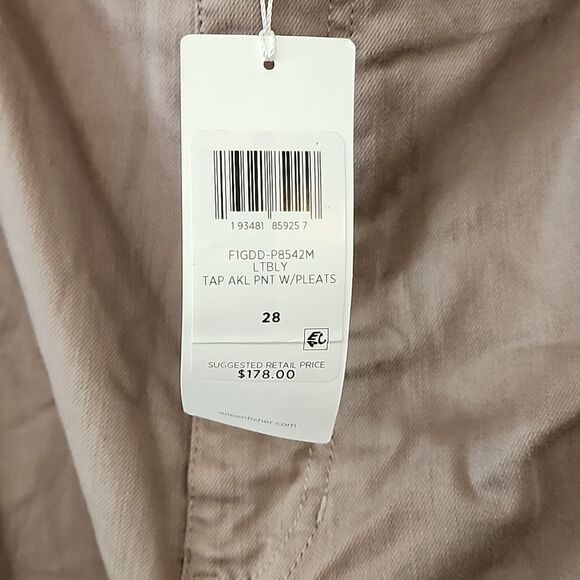 1 93481 85925 7
F1GDD-P8542M
LTBLY
TAP AKL PNT W/PLEATS
28
SUGGESTED RETAIL PRICE
$178.00
eileenfisher.com